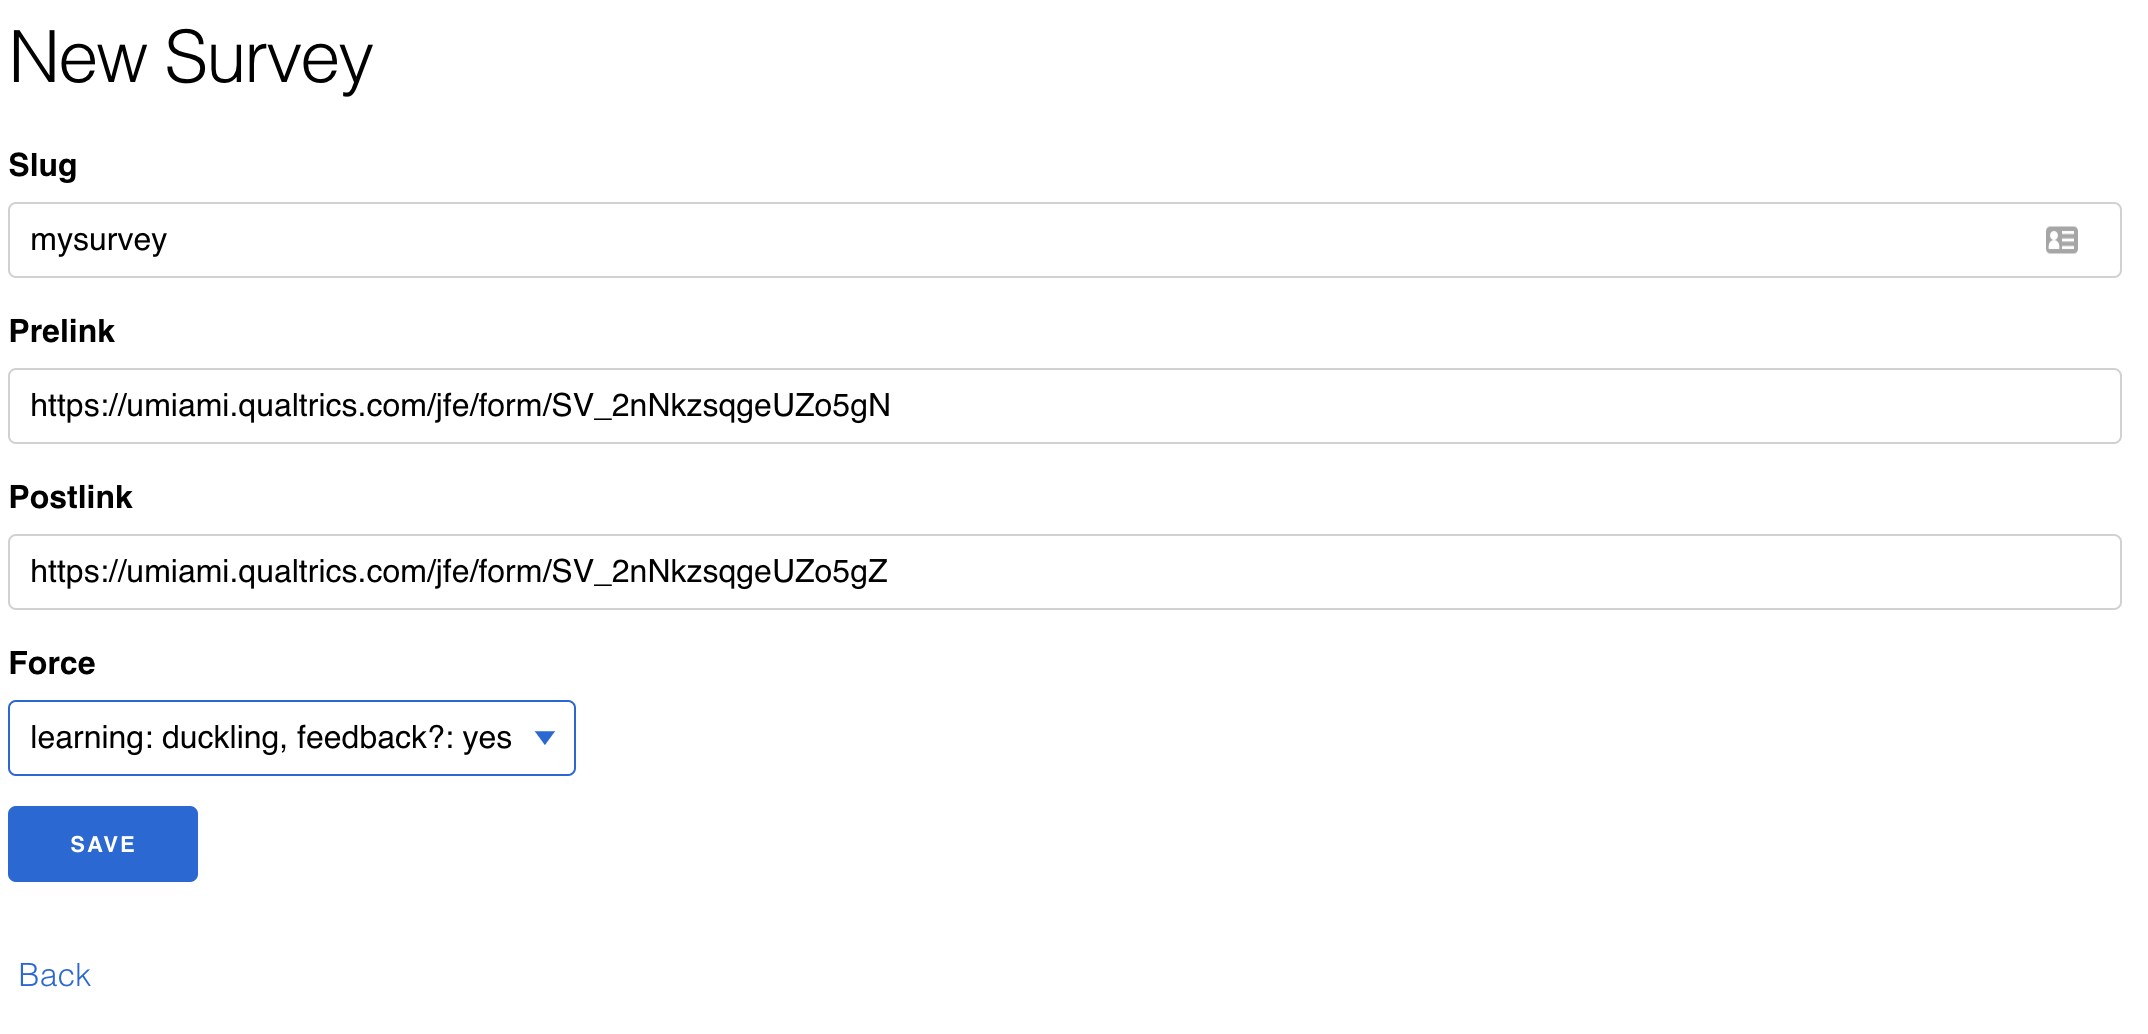 New Survey
Slug
mysurvey
Prelink
https://umiami.qualtrics.com/jfe/form/SV_2nNkzsqgeUZo5gN
Postlink
https://umiami.qualtrics.com/jfe/form/SV_2nNkzsqgeUZo5gZ
Force
learning: duckling, feedback?: yes
SAVE
Back